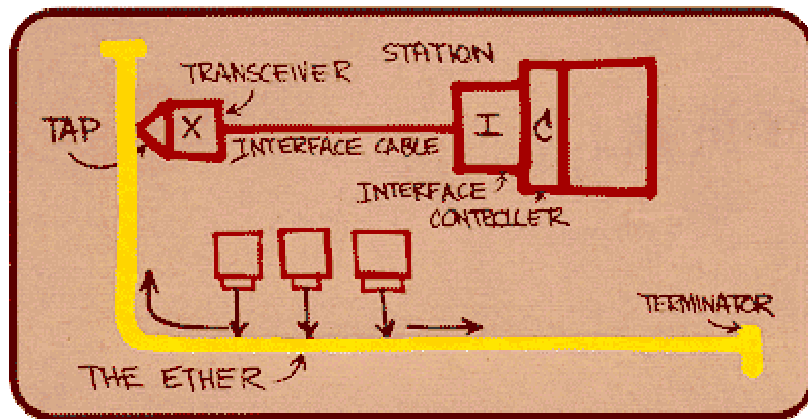 STATION
TRANSCEIVER
TAP
X
I
C
INTERFACE CABLE
INTERFACE
CONTROLLER
TERMINATOR
THE ETHER